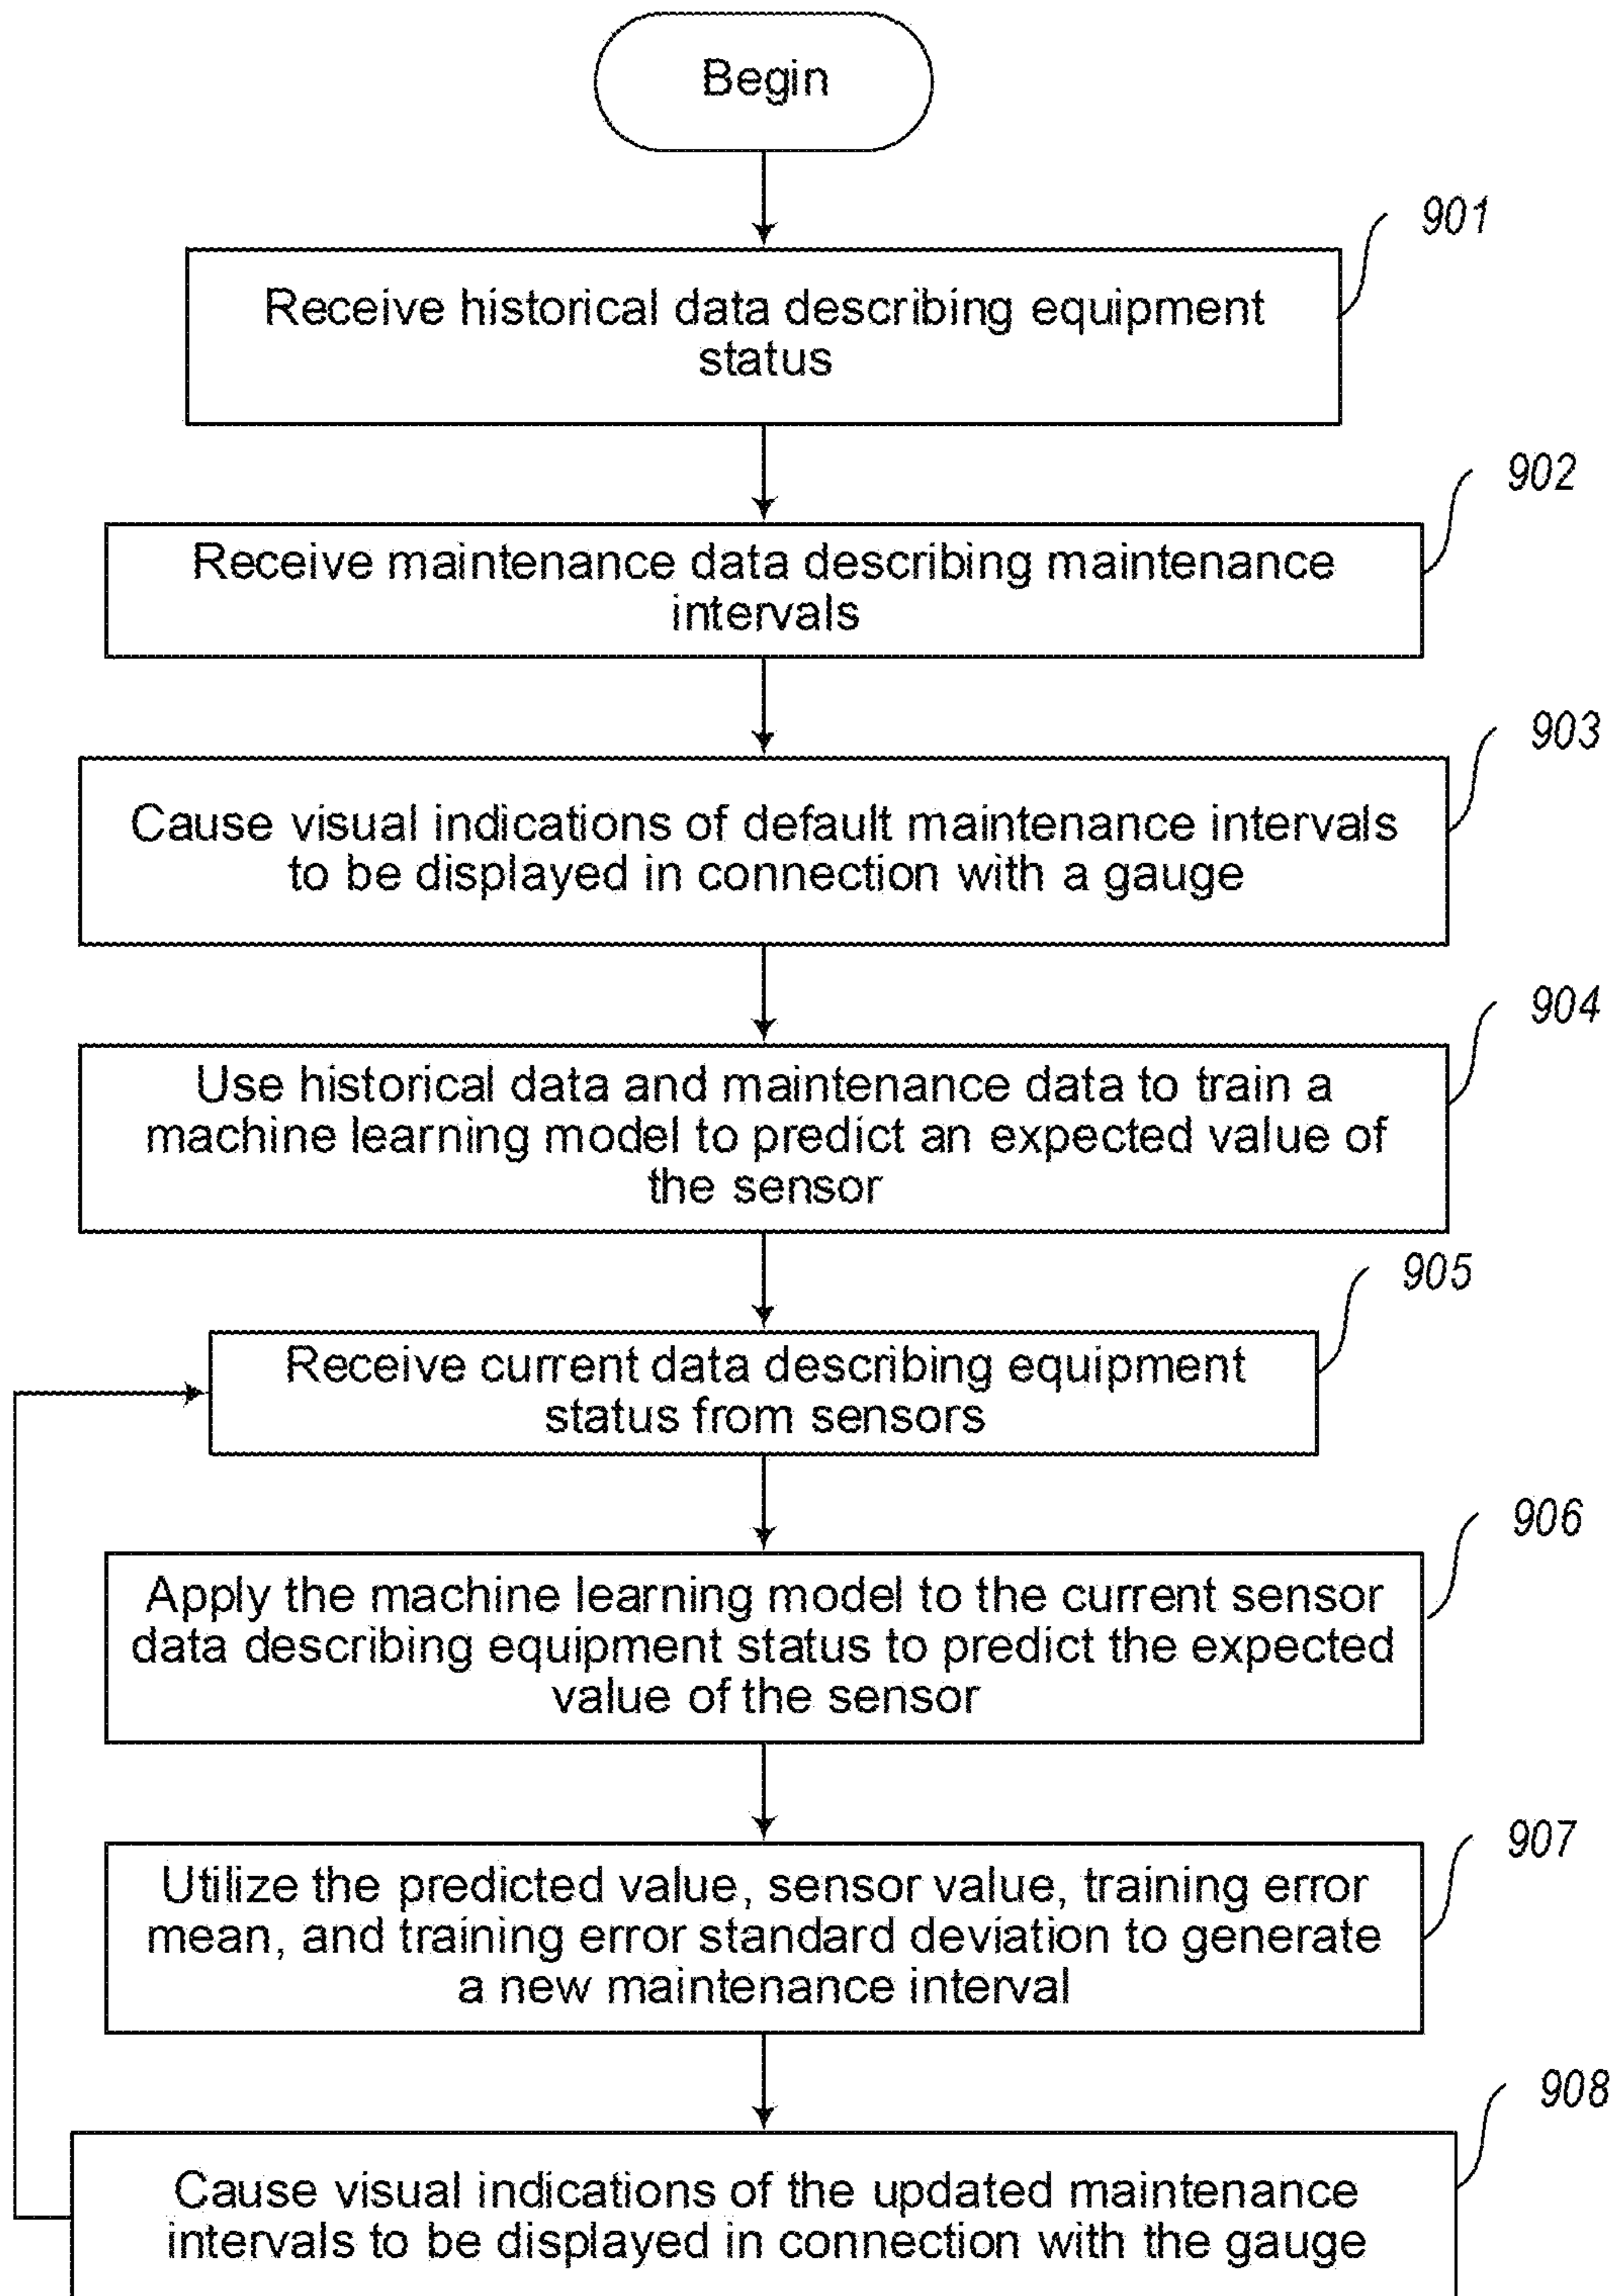 Begin
901
Receive historical data describing equipment
status
902
Receive maintenance data describing maintenance
intervals
903
Cause visual indications of default maintenance intervals
to be displayed in connection with a gauge
904
Use historical data and maintenance data to train a
machine learning model to predict an expected value of
the sensor
905
Receive current data describing equipment
status from sensors
906
Apply the machine learning model to the current sensor
data describing equipment status to predict the expected
value of the sensor
907
Utilize the predicted value, sensor value, training error
mean, and training error standard deviation to generate
a new maintenance interval
908
Cause visual indications of the updated maintenance
intervals to be displayed in connection with the gauge